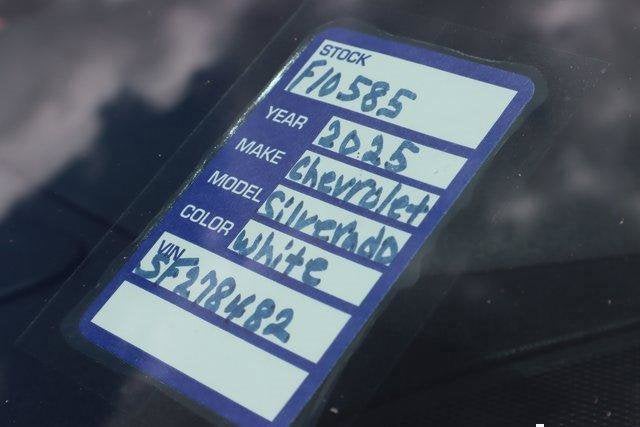 STOCK
F10585
YEAR 2025
MAKE Chevrolet
MODEL Silverado
COLOR White
VIN
SF278482